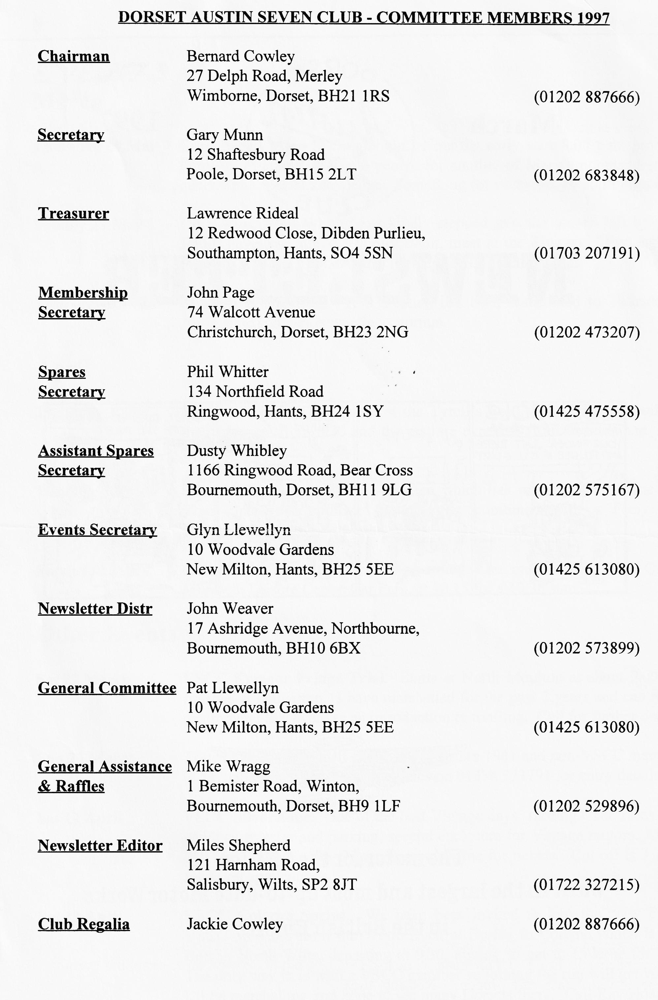 DORSET AUSTIN SEVEN CLUB - COMMITTEE MEMBERS 1997
Chairman Bernard Cowley
27 Delph Road, Merley
Wimborne, Dorset, BH21 1RS (01202 887666)
Secretary Gary Munn
12 Shaftesbury Road
Poole, Dorset, BH15 2LT (01202 683848)
Treasurer Lawrence Rideal
12 Redwood Close, Dibden Purlieu,
Southampton, Hants, SO4 5SN (01703 207191)
Membership John Page
Secretary 74 Walcott Avenue
Christchurch, Dorset, BH23 2NG (01202 473207)
Spares Phil Whitter
Secretary 134 Northfield Road
Ringwood, Hants, BH24 1SY (01425 475558)
Assistant Spares Dusty Whibley
Secretary 1166 Ringwood Road, Bear Cross
Bournemouth, Dorset, BH11 9LG (01202 575167)
Events Secretary Glyn Llewellyn
10 Woodvale Gardens
New Milton, Hants, BH25 5EE (01425 613080)
Newsletter Distr John Weaver
17 Ashridge Avenue, Northbourne,
Bournemouth, BH10 6BX (01202 573899)
General Committee Pat Llewellyn
10 Woodvale Gardens
New Milton, Hants, BH25 5EE (01425 613080)
General Assistance Mike Wragg
& Raffles 1 Bemister Road, Winton,
Bournemouth, Dorset, BH9 1LF (01202 529896)
Newsletter Editor Miles Shepherd
121 Harnham Road,
Salisbury, Wilts, SP2 8JT (01722 327215)
Club Regalia Jackie Cowley (01202 887666)